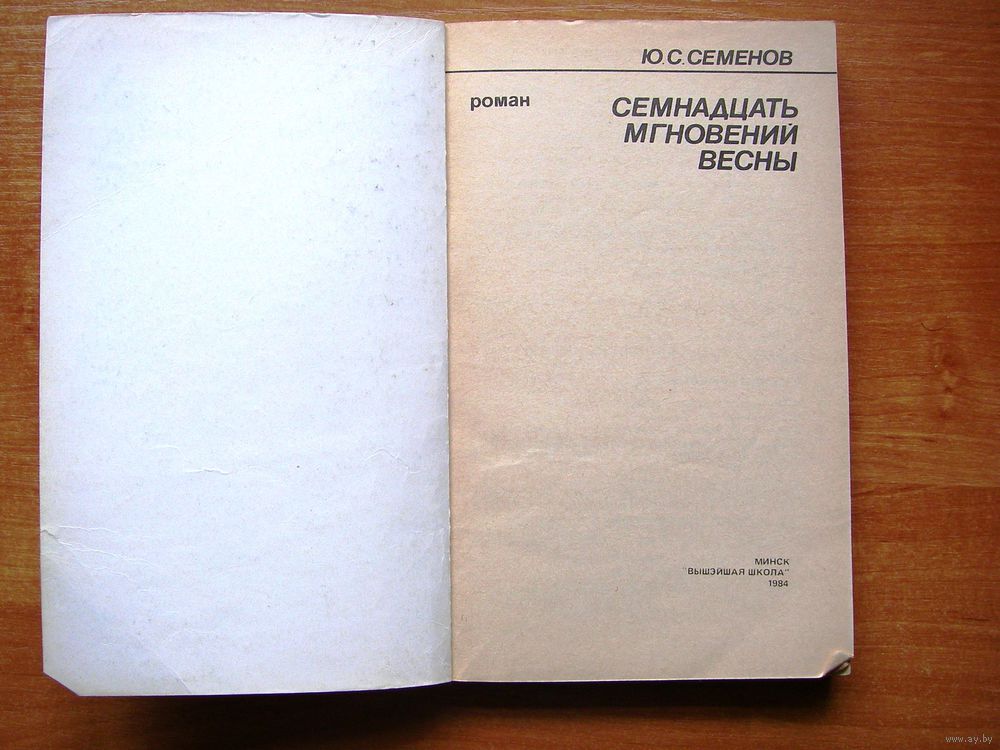 Ю.С.СЕМЕНОВ
роман
СЕМНАДЦАТЬ
МГНОВЕНИЙ
ВЕСНЫ
МИНСК
"ВЫШЭЙШАЯ ШКОЛА"
1984
www.ay.by